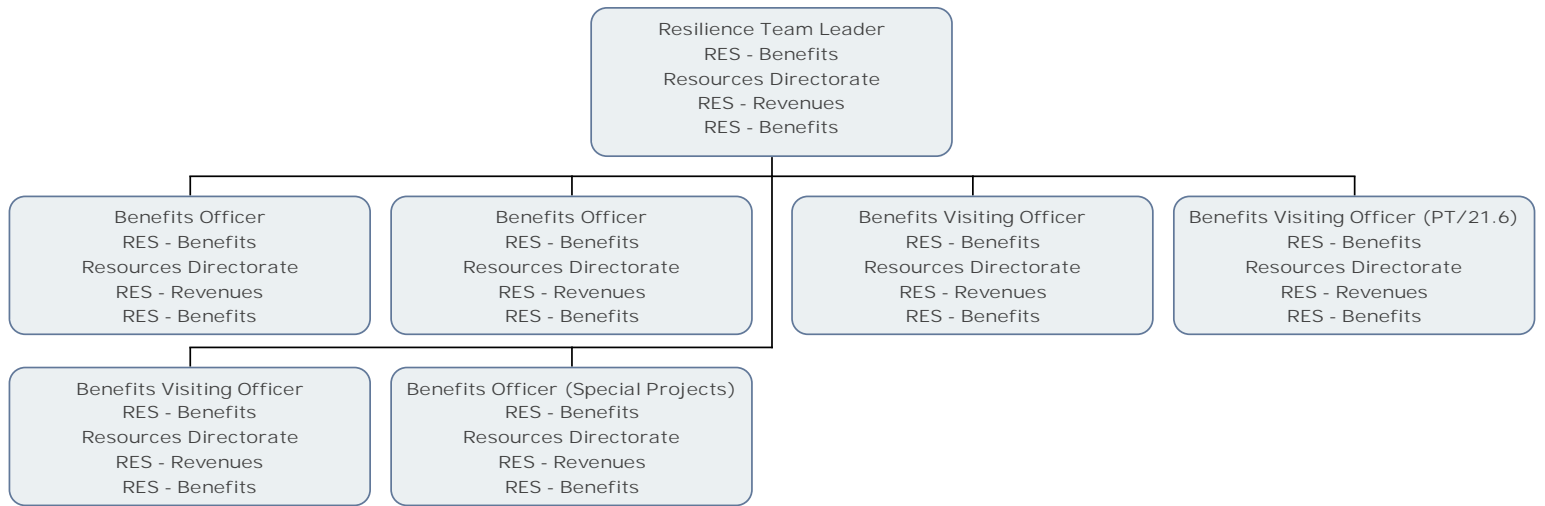 Resilience Team Leader
RES - Benefits
Resources Directorate
RES - Revenues
RES - Benefits
Benefits Officer
RES - Benefits
Resources Directorate
RES - Revenues
RES - Benefits
Benefits Officer
RES - Benefits
Resources Directorate
RES - Revenues
RES - Benefits
Benefits Visiting Officer
RES - Benefits
Resources Directorate
RES - Revenues
RES - Benefits
Benefits Visiting Officer (PT/21.6)
RES - Benefits
Resources Directorate
RES - Revenues
RES - Benefits
Benefits Visiting Officer
RES - Benefits
Resources Directorate
RES - Revenues
RES - Benefits
Benefits Officer (Special Projects)
RES - Benefits
Resources Directorate
RES - Revenues
RES - Benefits